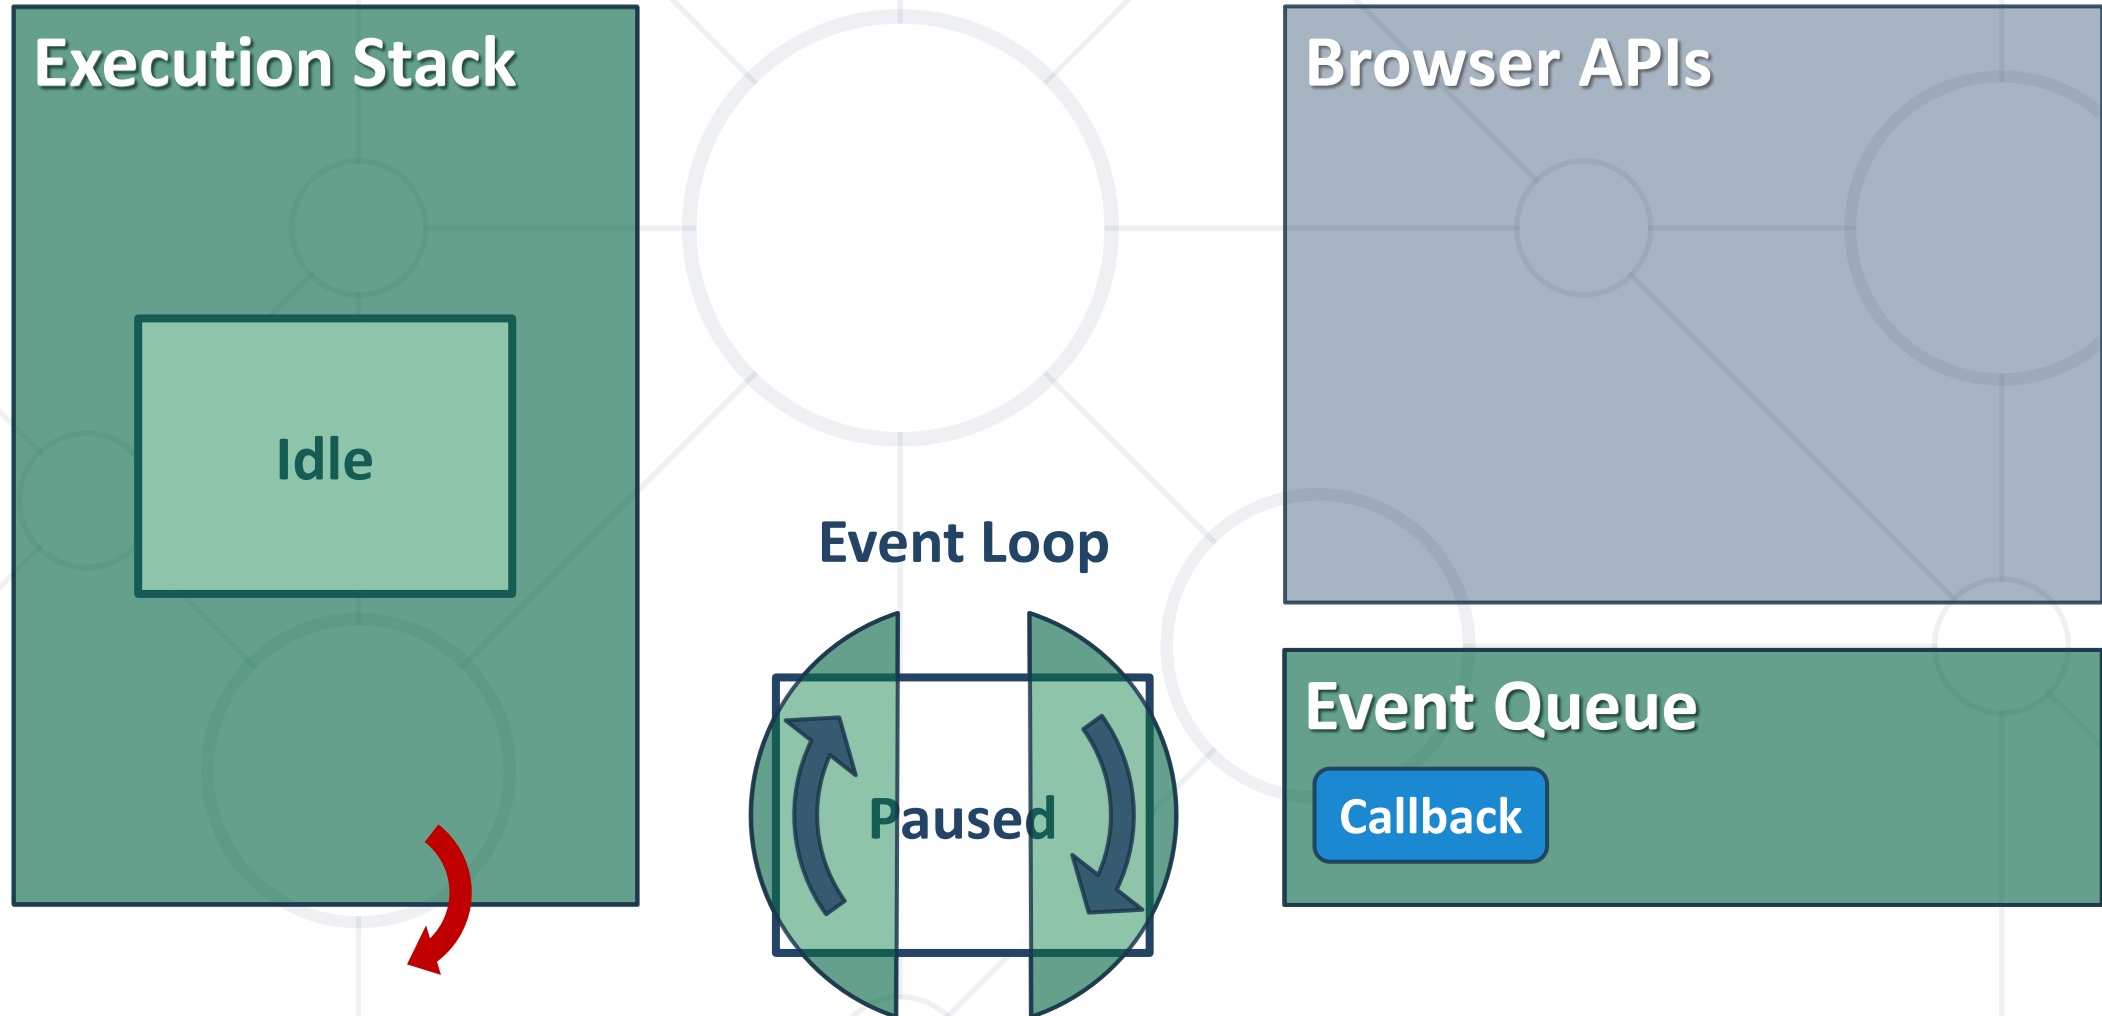 Execution Stack
Idle
Event Loop
Paused
Browser APIs
Event Queue
Callback